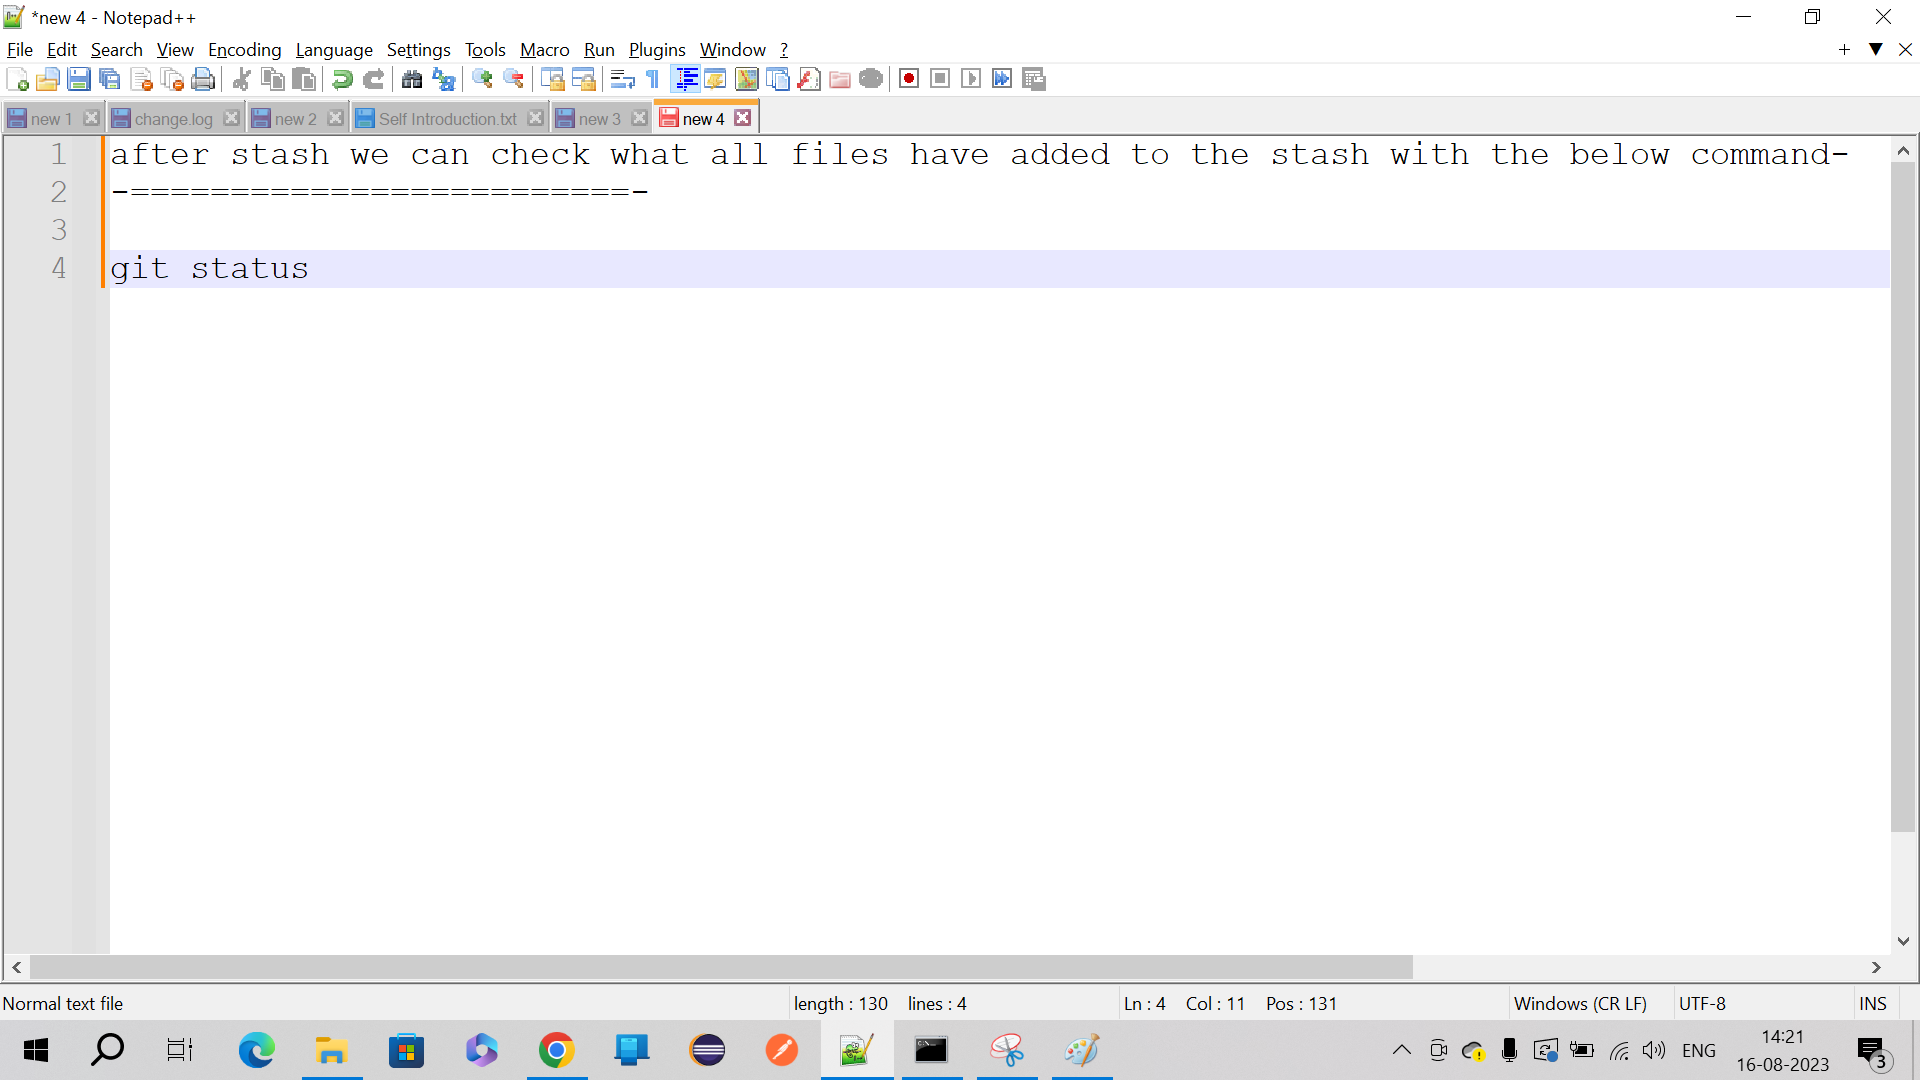 *new 4 - Notepad++
File Edit Search View Encoding Language Settings Tools Macro Run Plugins Window ?
new 1 change.log new 2 Self Introduction.txt new 3 new 4
1 after stash we can check what all files have added to the stash with the below command-
2 -=========================-
3
4 git status
Normal text file length : 130 lines : 4 Ln : 4 Col : 11 Pos : 131 Windows (CR LF) UTF-8 INS
ENG 14:21
16-08-2023 3